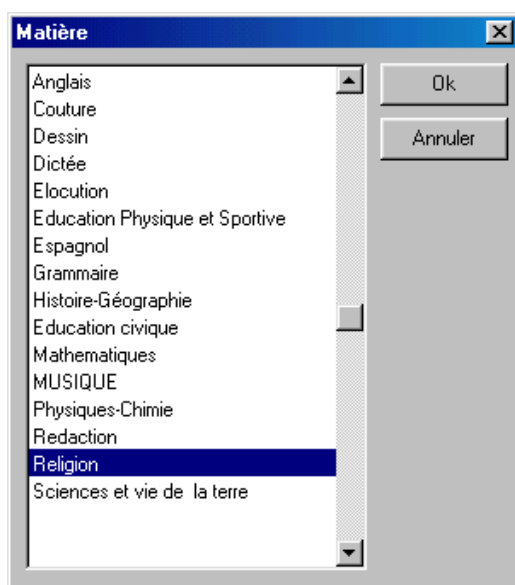 Matière
Anglais
Couture
Dessin
Dictée
Elocution
Education Physique et Sportive
Espagnol
Grammaire
Histoire-Géographie
Education civique
Mathematiques
MUSIQUE
Physiques-Chimie
Redaction
Religion
Sciences et vie de  la terre
Ok
Annuler